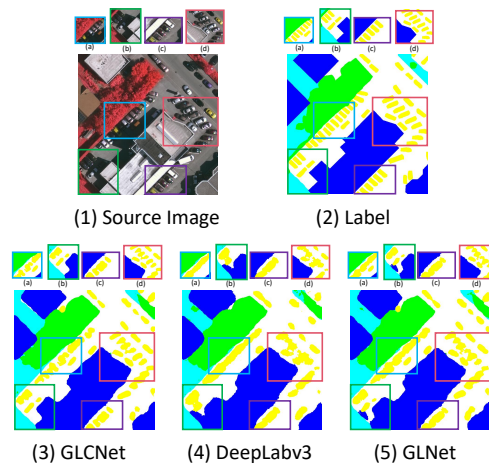 (a) (b) (c) (d) (a) (b) (c) (d)
(1) Source Image (2) Label
(a) (b) (c) (d) (a) (b) (c) (d) (a) (b) (c) (d)
(3) GLCNet (4) DeepLabv3 (5) GLNet